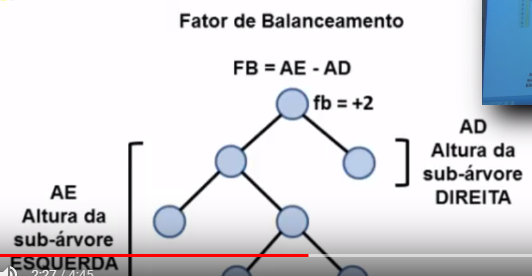 Fator de Balanceamento
FB = AE - AD
fb = +2
AD
Altura da
sub-árvore
DIREITA
AE
Altura da
sub-árvore
ESQUERDA
2:27 / 4:45